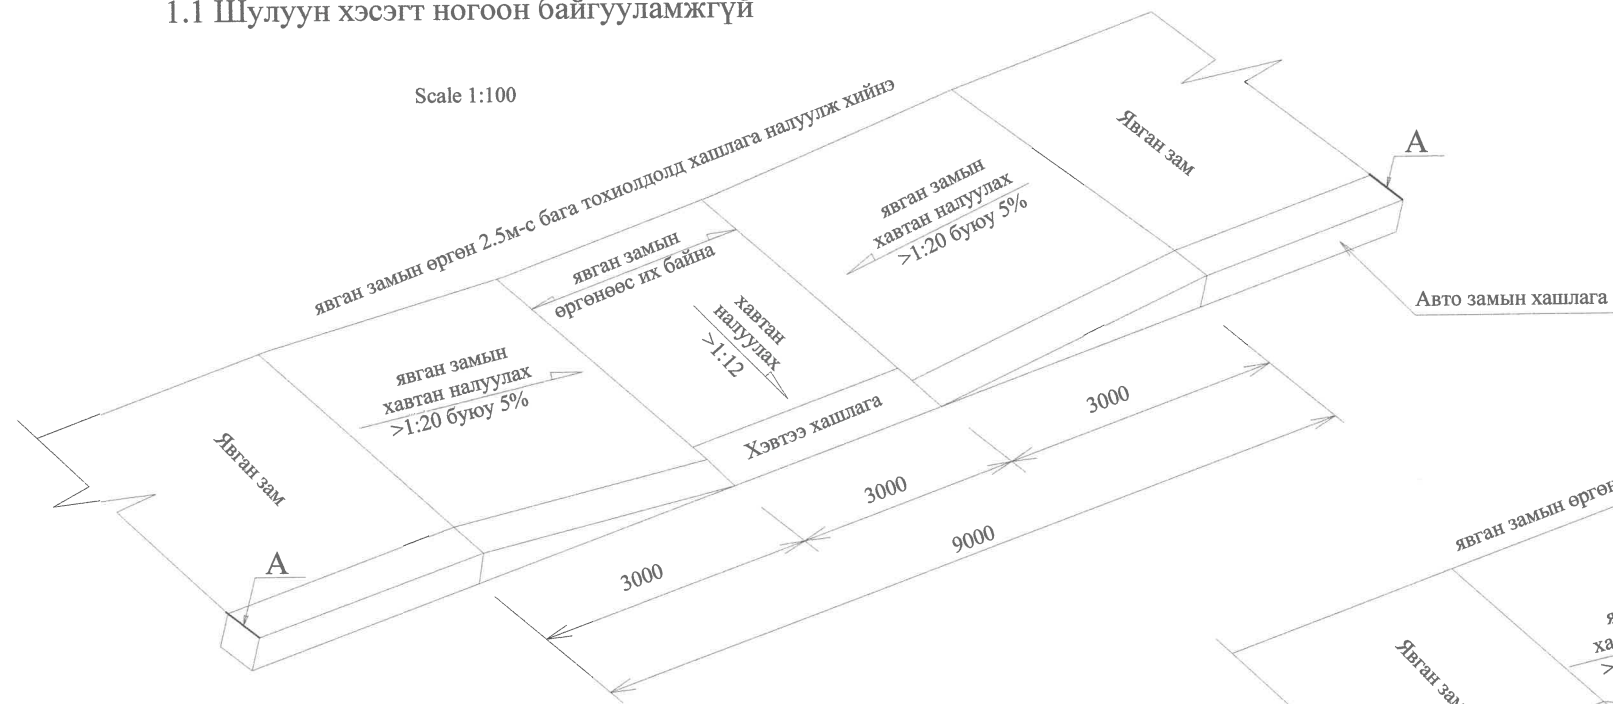 1.1 Шулуун хэсэгт ногоон байгууламжгүй
Scale 1:100
явган замын өргөн 2.5м-с бага тохиолдолд хашлага налуулж хийнэ
Явган зам
А
явган замын
хавтан налуулах
>1:20 буюу 5%
явган замын
өргөнөөс их байна
хавтан
налуулах
>1:12
Авто замын хашлага
явган замын
хавтан налуулах
>1:20 буюу 5%
Хэвтээ хашлага
Явган зам
А
3000
3000
3000
9000
явган замын өргөн
Явган зам